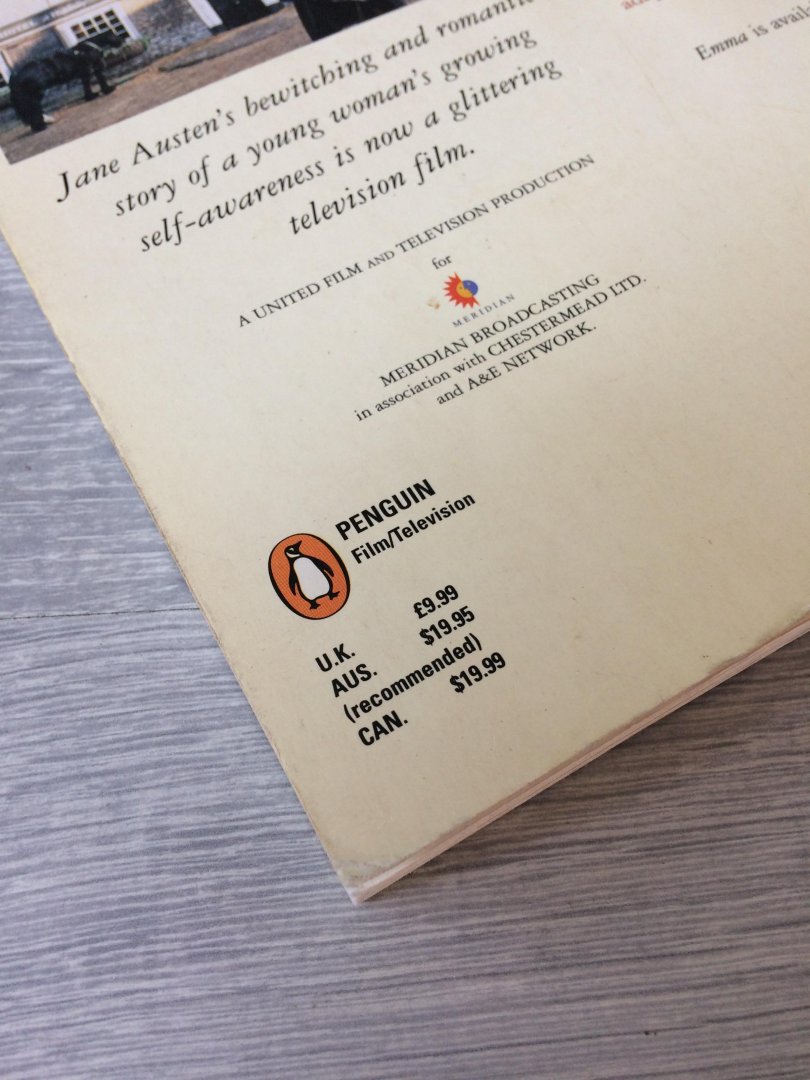 Jane Austen's bewitching and romantic
story of a young woman's growing
self-awareness is now a glittering
television film.
A UNITED FILM AND TELEVISION PRODUCTION
for
MERIDIAN
MERIDIAN BROADCASTING
in association with CHESTERMEAD LTD.
and A&E NETWORK.
PENGUIN
Film/Television
U.K. £9.99
AUS. $19.95
(recommended)
CAN. $19.99
Emma is